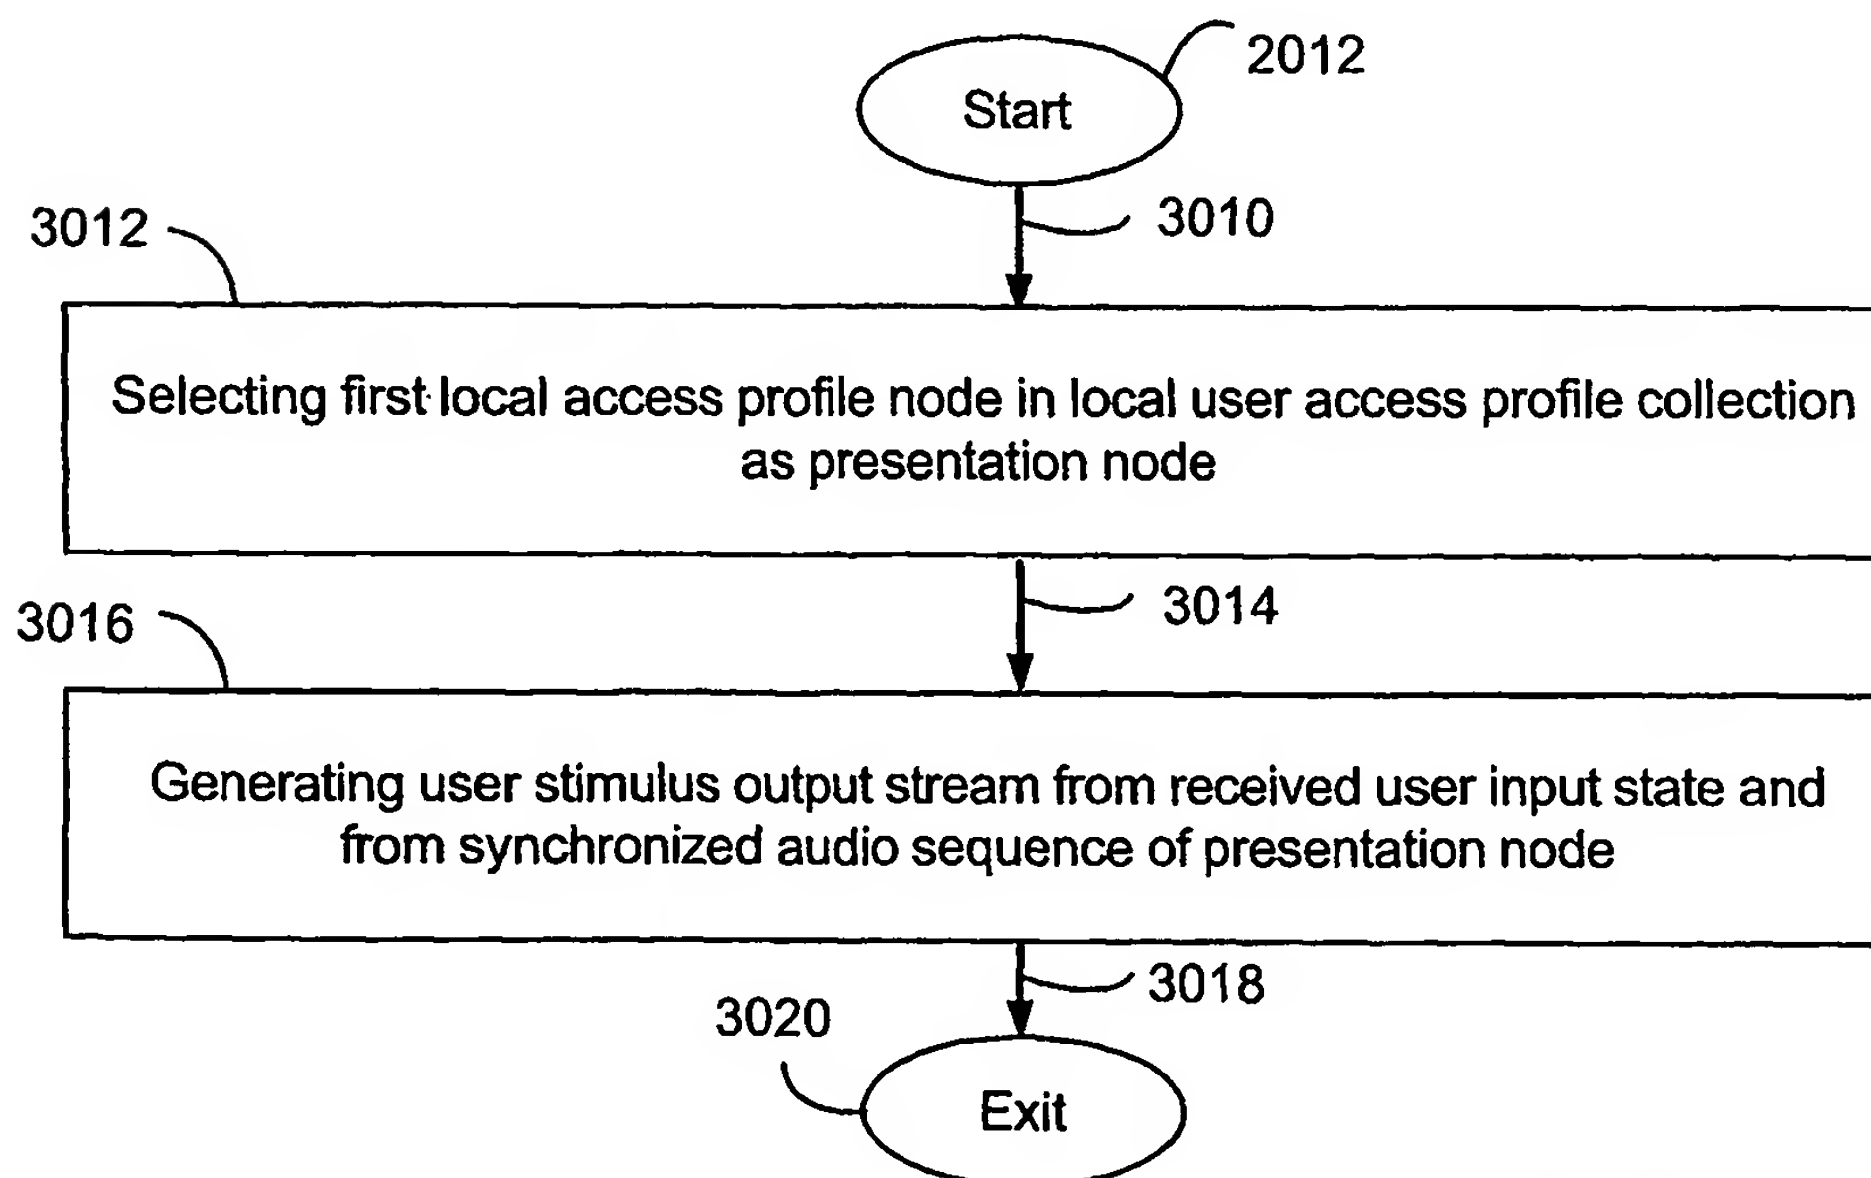 2012
Start
3010
3012
Selecting first local access profile node in local user access profile collection
as presentation node
3014
3016
Generating user stimulus output stream from received user input state and
from synchronized audio sequence of presentation node
3018
3020
Exit